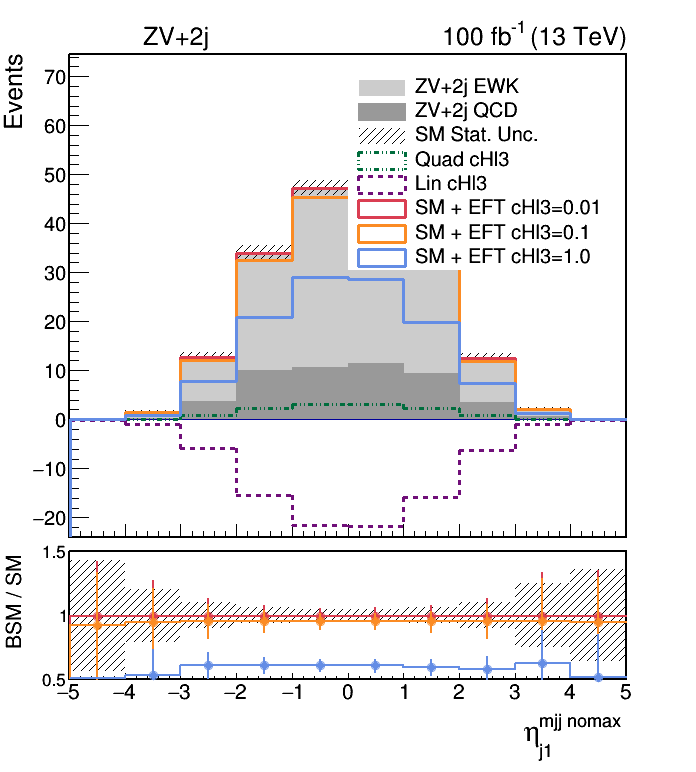 ZV+2j 100 fb⁻¹ (13 TeV)
Events
70
60
50
40
30
20
10
0
−10
−20
ZV+2j EWK
ZV+2j QCD
SM Stat. Unc.
Quad cHl3
Lin cHl3
SM + EFT cHl3=0.01
SM + EFT cHl3=0.1
SM + EFT cHl3=1.0
BSM / SM
1.5
1
0.5
−5 −4 −3 −2 −1 0 1 2 3 4 5
η_{j1}^{mjj nomax}